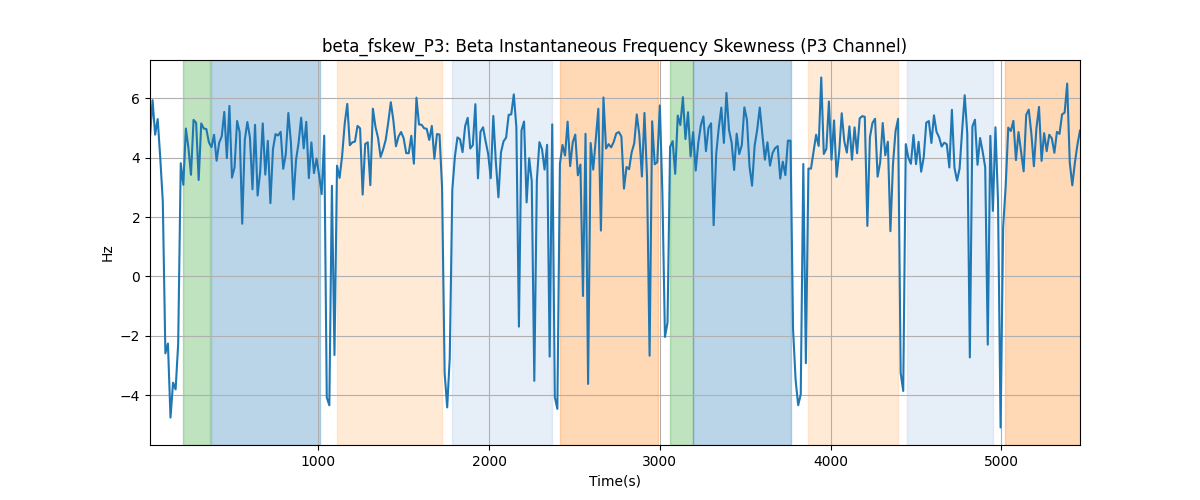 beta_fskew_P3: Beta Instantaneous Frequency Skewness (P3 Channel)
Hz
6
4
2
0
−2
−4
1000 2000 3000 4000 5000
Time(s)